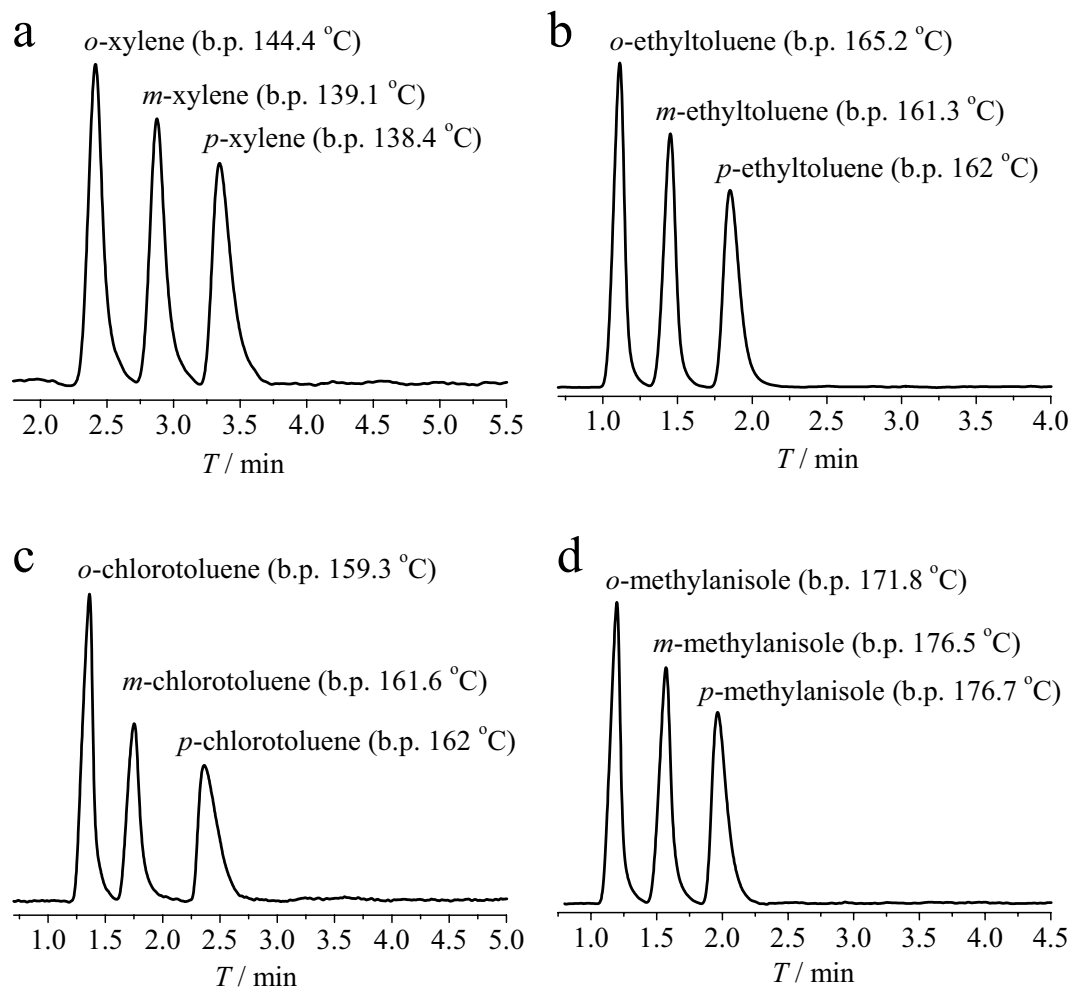 a
o-xylene (b.p. 144.4 °C)
m-xylene (b.p. 139.1 °C)
p-xylene (b.p. 138.4 °C)
2.0 2.5 3.0 3.5 4.0 4.5 5.0 5.5
T / min
b
o-ethyltoluene (b.p. 165.2 °C)
m-ethyltoluene (b.p. 161.3 °C)
p-ethyltoluene (b.p. 162 °C)
1.0 1.5 2.0 2.5 3.0 3.5 4.0
T / min
c
o-chlorotoluene (b.p. 159.3 °C)
m-chlorotoluene (b.p. 161.6 °C)
p-chlorotoluene (b.p. 162 °C)
1.0 1.5 2.0 2.5 3.0 3.5 4.0 4.5 5.0
T / min
d
o-methylanisole (b.p. 171.8 °C)
m-methylanisole (b.p. 176.5 °C)
p-methylanisole (b.p. 176.7 °C)
1.0 1.5 2.0 2.5 3.0 3.5 4.0 4.5
T / min